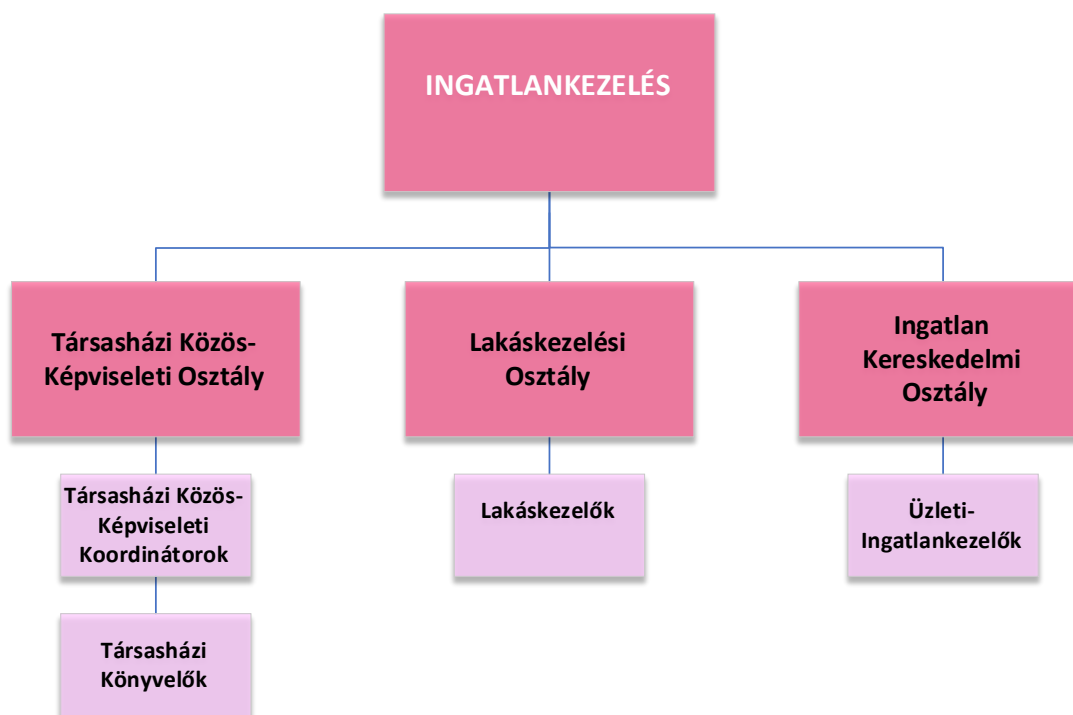 INGATLANKEZELÉS
Társasházi Közös-
Képviseleti Osztály
Lakáskezelési
Osztály
Ingatlan
Kereskedelmi
Osztály
Társasházi Közös-
Képviseleti
Koordinátorok
Lakáskezelők
Üzleti-
Ingatlankezelők
Társasházi
Könyvelők